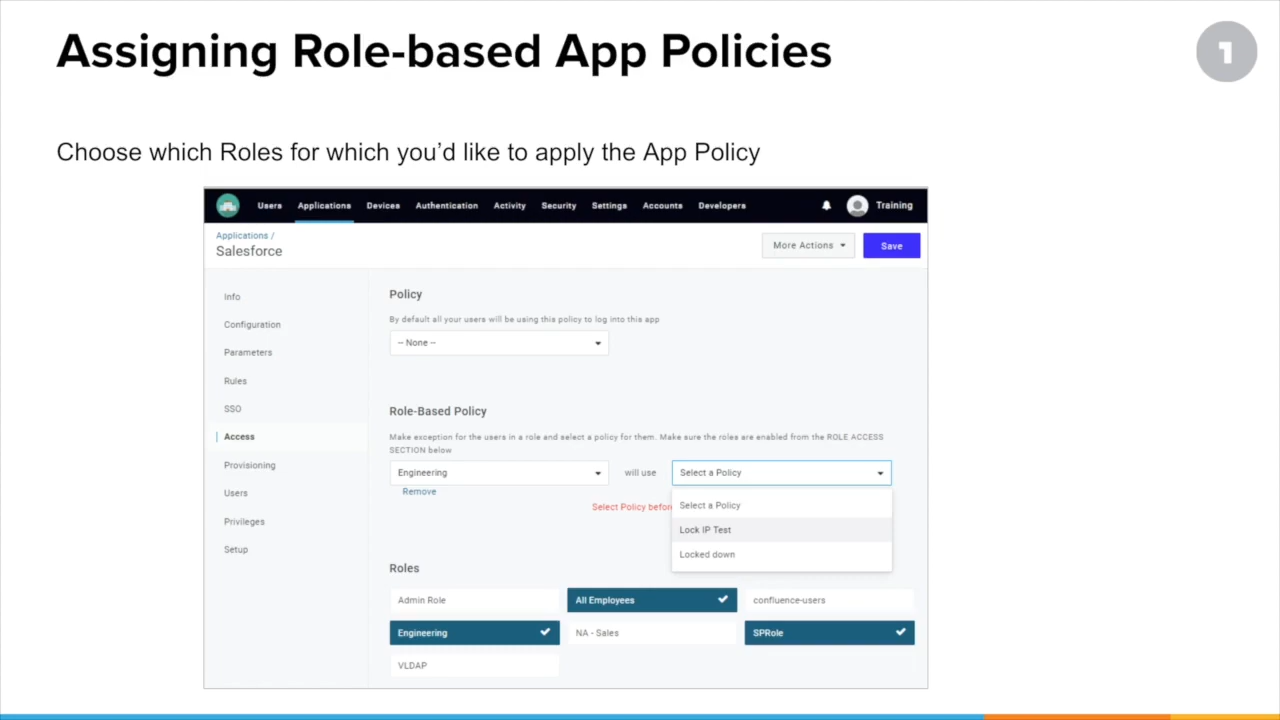 Assigning Role-based App Policies
1
Choose which Roles for which you'd like to apply the App Policy
Users Applications Devices Authentication Activity Security Settings Accounts Developers Training
Applications /
Salesforce
More Actions
Save
Info
Configuration
Parameters
Rules
SSO
Access
Provisioning
Users
Privileges
Setup
Policy
By default all your users will be using this policy to log into this app
-- None --
Role-Based Policy
Make exception for the users in a role and select a policy for them. Make sure the roles are enabled from the ROLE ACCESS
SECTION below
Engineering will use Select a Policy
Remove
Select Policy before
Select a Policy
Lock IP Test
Locked down
Roles
Admin Role All Employees confluence-users
Engineering NA - Sales SPRole
VLDAP